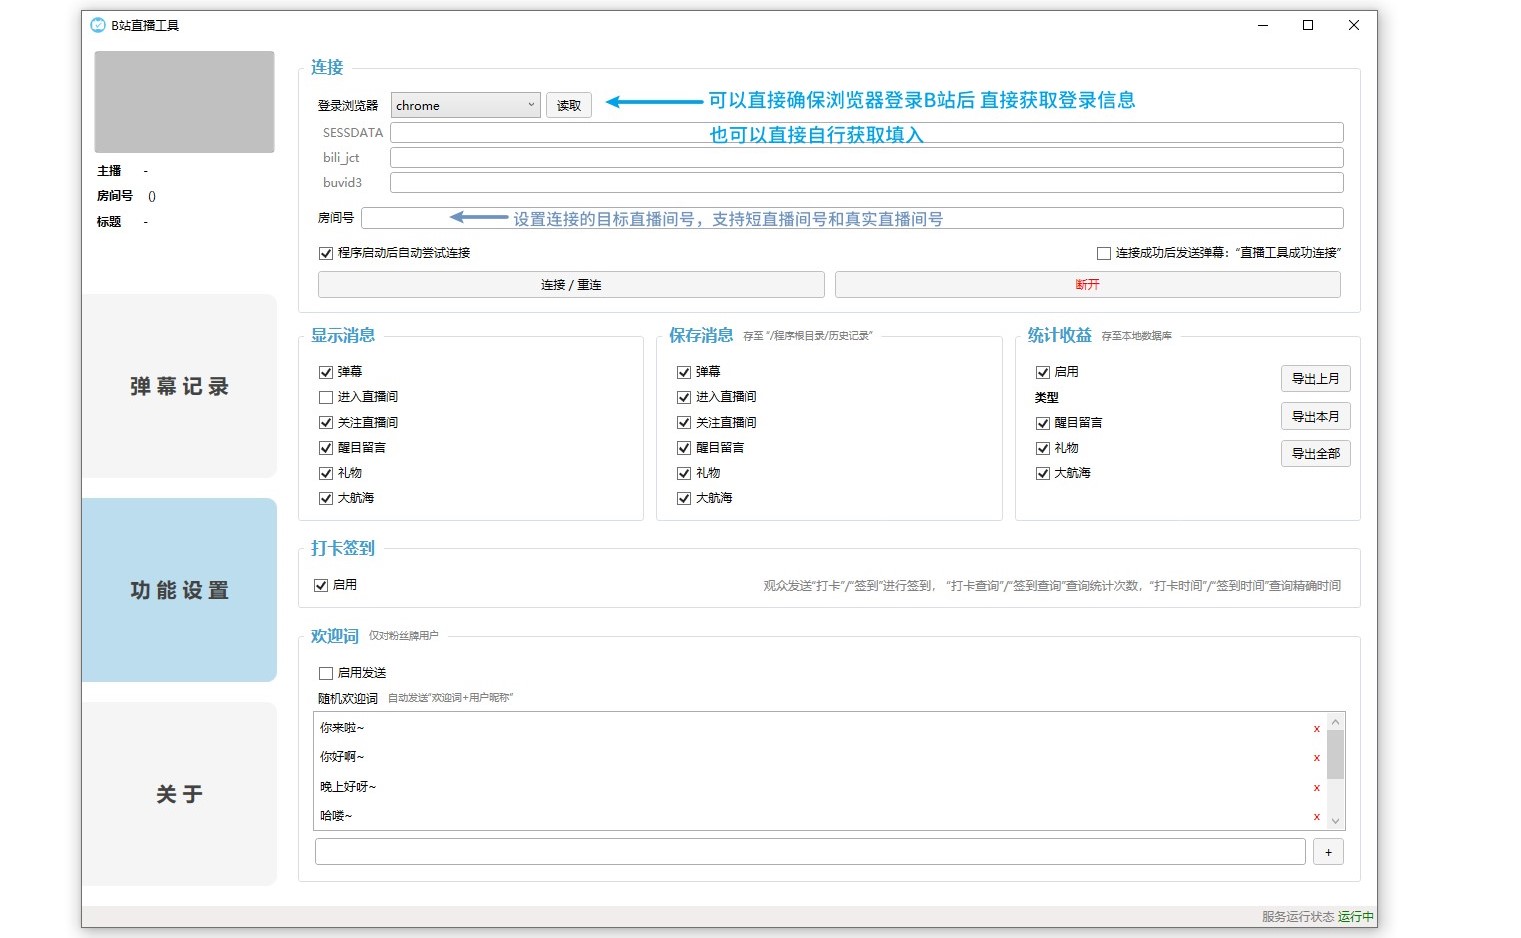 B站直播工具
连接
登录浏览器 chrome 读取 可以直接确保浏览器登录B站后 直接获取登录信息
SESSDATA 也可以直接自行获取填入
bili_jct
buvid3
主播 -
房间号 ()
标题 -
房间号 设置连接的目标直播间号，支持短直播间号和真实直播间号
程序启动后自动尝试连接 连接成功后发送弹幕：“直播工具成功连接”
连接 / 重连 断开
弹幕记录
功能设置
关于
显示消息
弹幕
进入直播间
关注直播间
醒目留言
礼物
大航海
保存消息 存至 “/程序根目录/历史记录”
弹幕
进入直播间
关注直播间
醒目留言
礼物
大航海
统计收益 存至本地数据库
启用 导出上月
类型
醒目留言 导出本月
礼物 导出全部
大航海
打卡签到
启用 观众发送“打卡”/“签到”进行签到， “打卡查询”/“签到查询”查询统计次数，“打卡时间”/“签到时间”查询精确时间
欢迎词 仅对粉丝牌用户
启用发送
随机欢迎词 自动发送“欢迎词+用户昵称”
你来啦~ x
你好啊~ x
晚上好呀~ x
哈喽~ x
+
服务运行状态 运行中